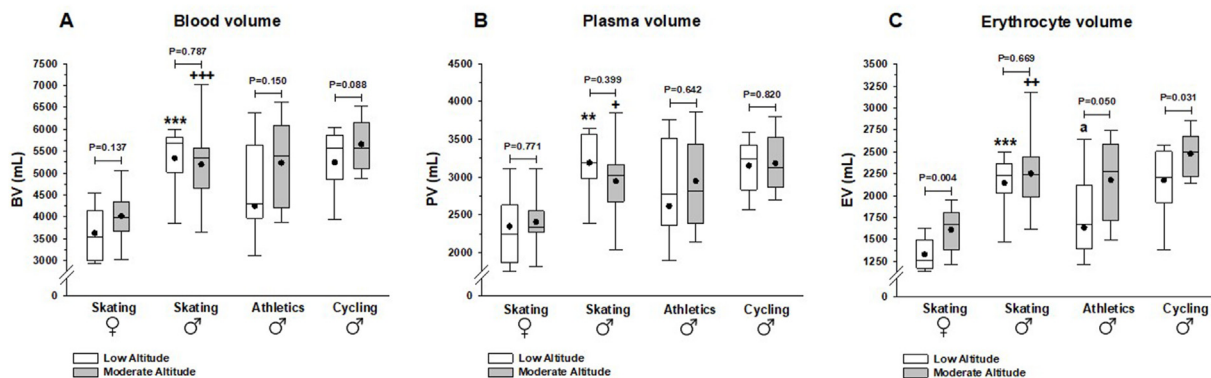 A
Blood volume
P=0.787
+++
P=0.150
P=0.088
***
P=0.137
BV (mL)
7500
7000
6500
6000
5500
5000
4500
4000
3500
3000
0
Skating
♀
Skating
♂
Athletics
♂
Cycling
♂
Low Altitude
Moderate Altitude
B
Plasma volume
P=0.399
+
P=0.642
P=0.820
**
P=0.771
PV (mL)
4500
4000
3500
3000
2500
2000
0
Skating
♀
Skating
♂
Athletics
♂
Cycling
♂
Low Altitude
Moderate Altitude
C
Erythrocyte volume
P=0.669
++
P=0.050
P=0.031
a
***
P=0.004
EV (mL)
3500
3250
3000
2750
2500
2250
2000
1750
1500
1250
0
Skating
♀
Skating
♂
Athletics
♂
Cycling
♂
Low Altitude
Moderate Altitude